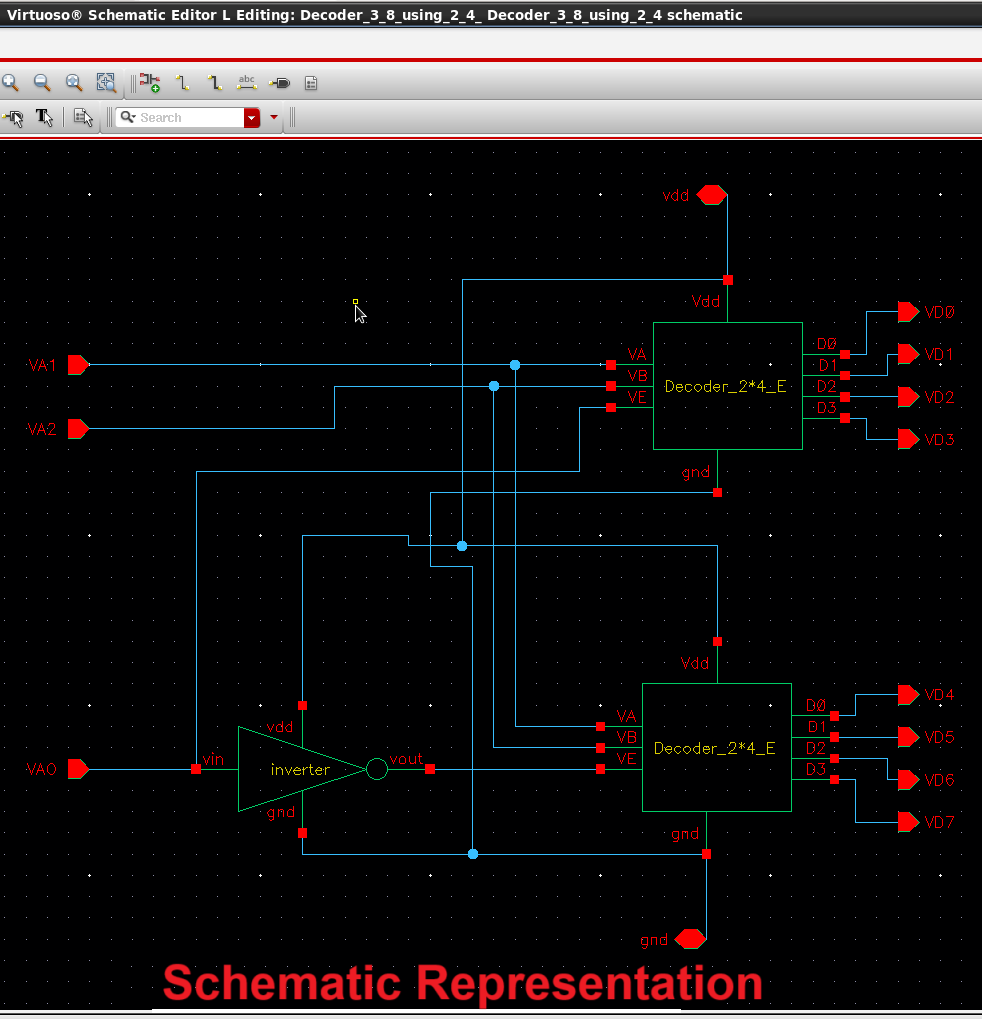 Virtuoso® Schematic Editor L Editing: Decoder_3_8_using_2_4_ Decoder_3_8_using_2_4 schematic
abc
T
Search
vdd
Vdd
VD0
VA1
VA
D0
VD1
VB
D1
Decoder_2*4_E
VE
D2
VD2
D3
VA2
VD3
gnd
Vdd
VD4
VA
D0
vdd
VB
D1
VD5
Decoder_2*4_E
VA0
vin
inverter
vout
VE
D2
D3
VD6
gnd
VD7
gnd
gnd
Schematic Representation